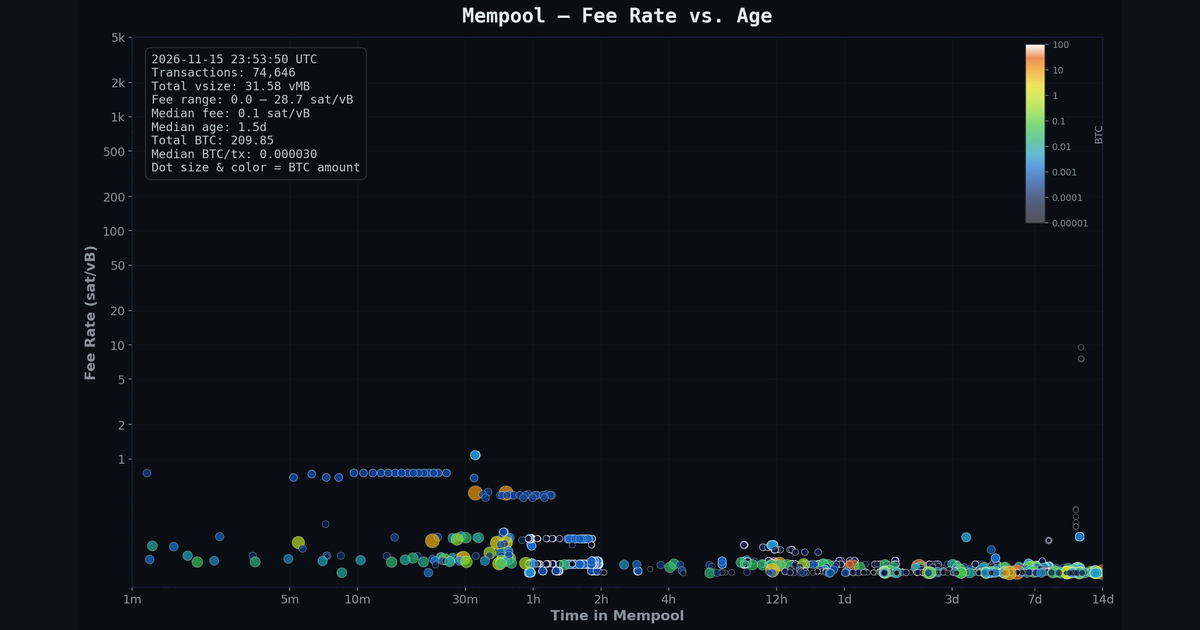 Mempool — Fee Rate vs. Age
2026-11-15 23:53:50 UTC
Transactions: 74,646
Total vsize: 31.58 vMB
Fee range: 0.0 — 28.7 sat/vB
Median fee: 0.1 sat/vB
Median age: 1.5d
Total BTC: 209.85
Median BTC/tx: 0.000030
Dot size & color = BTC amount
100
10
1
0.1
0.01
0.001
0.0001
0.00001
BTC
Fee Rate (sat/vB)
5k
2k
1k
500
200
100
50
20
10
5
2
1
1m 5m 10m 30m 1h 2h 4h 12h 1d 3d 7d 14d
Time in Mempool